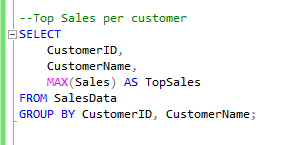 --Top Sales per customer
SELECT
    CustomerID,
    CustomerName,
    MAX(Sales) AS TopSales
FROM SalesData
GROUP BY CustomerID, CustomerName;